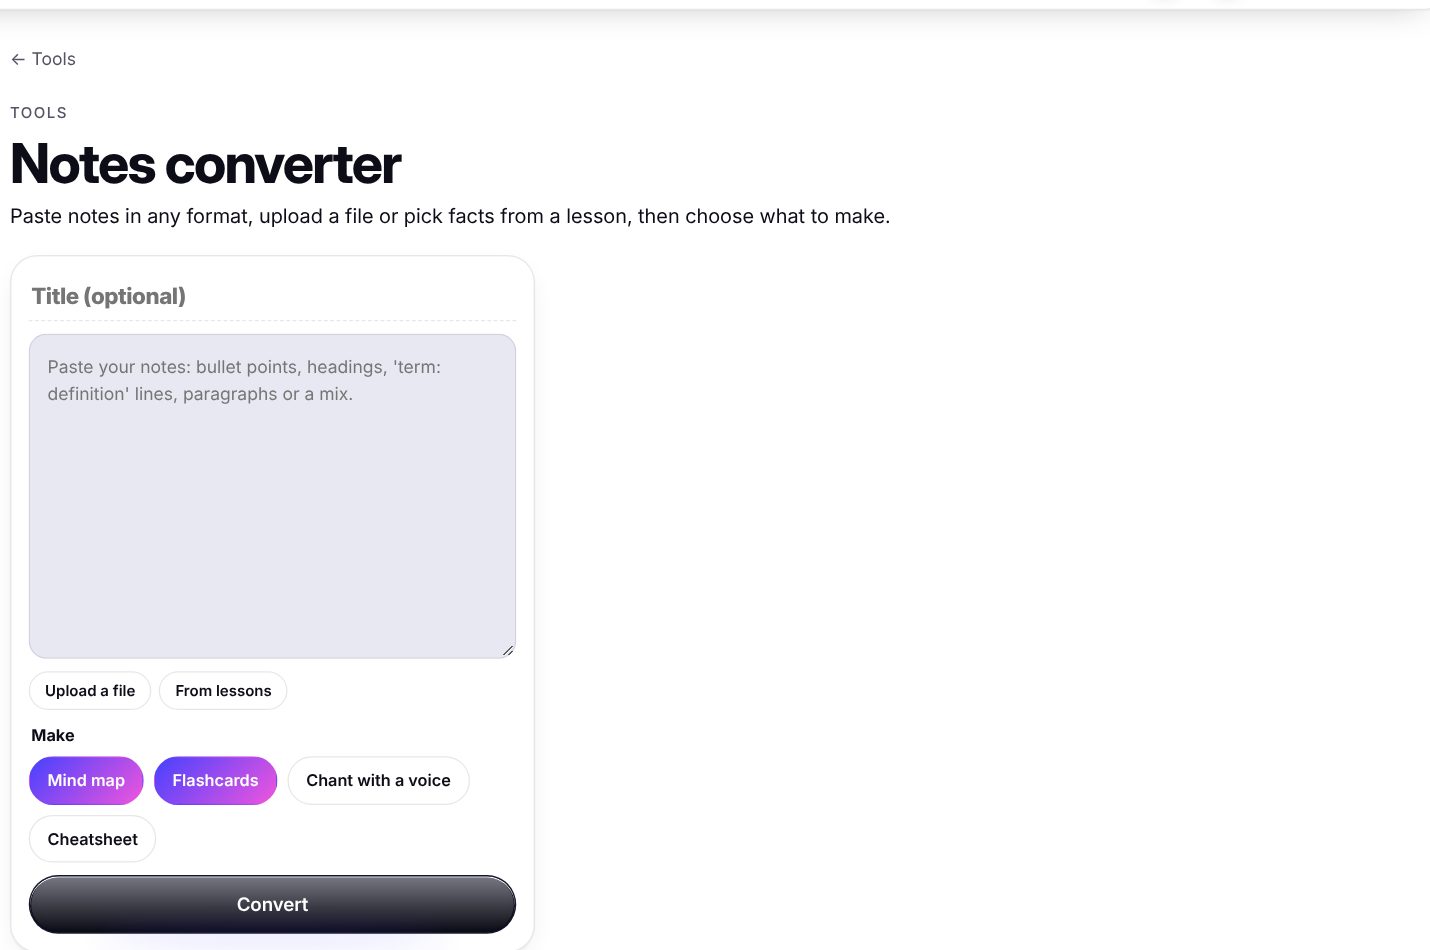 ← Tools
TOOLS
Notes converter
Paste notes in any format, upload a file or pick facts from a lesson, then choose what to make.
Title (optional)
Paste your notes: bullet points, headings, 'term:
definition' lines, paragraphs or a mix.
Upload a file From lessons
Make
Mind map Flashcards Chant with a voice
Cheatsheet
Convert